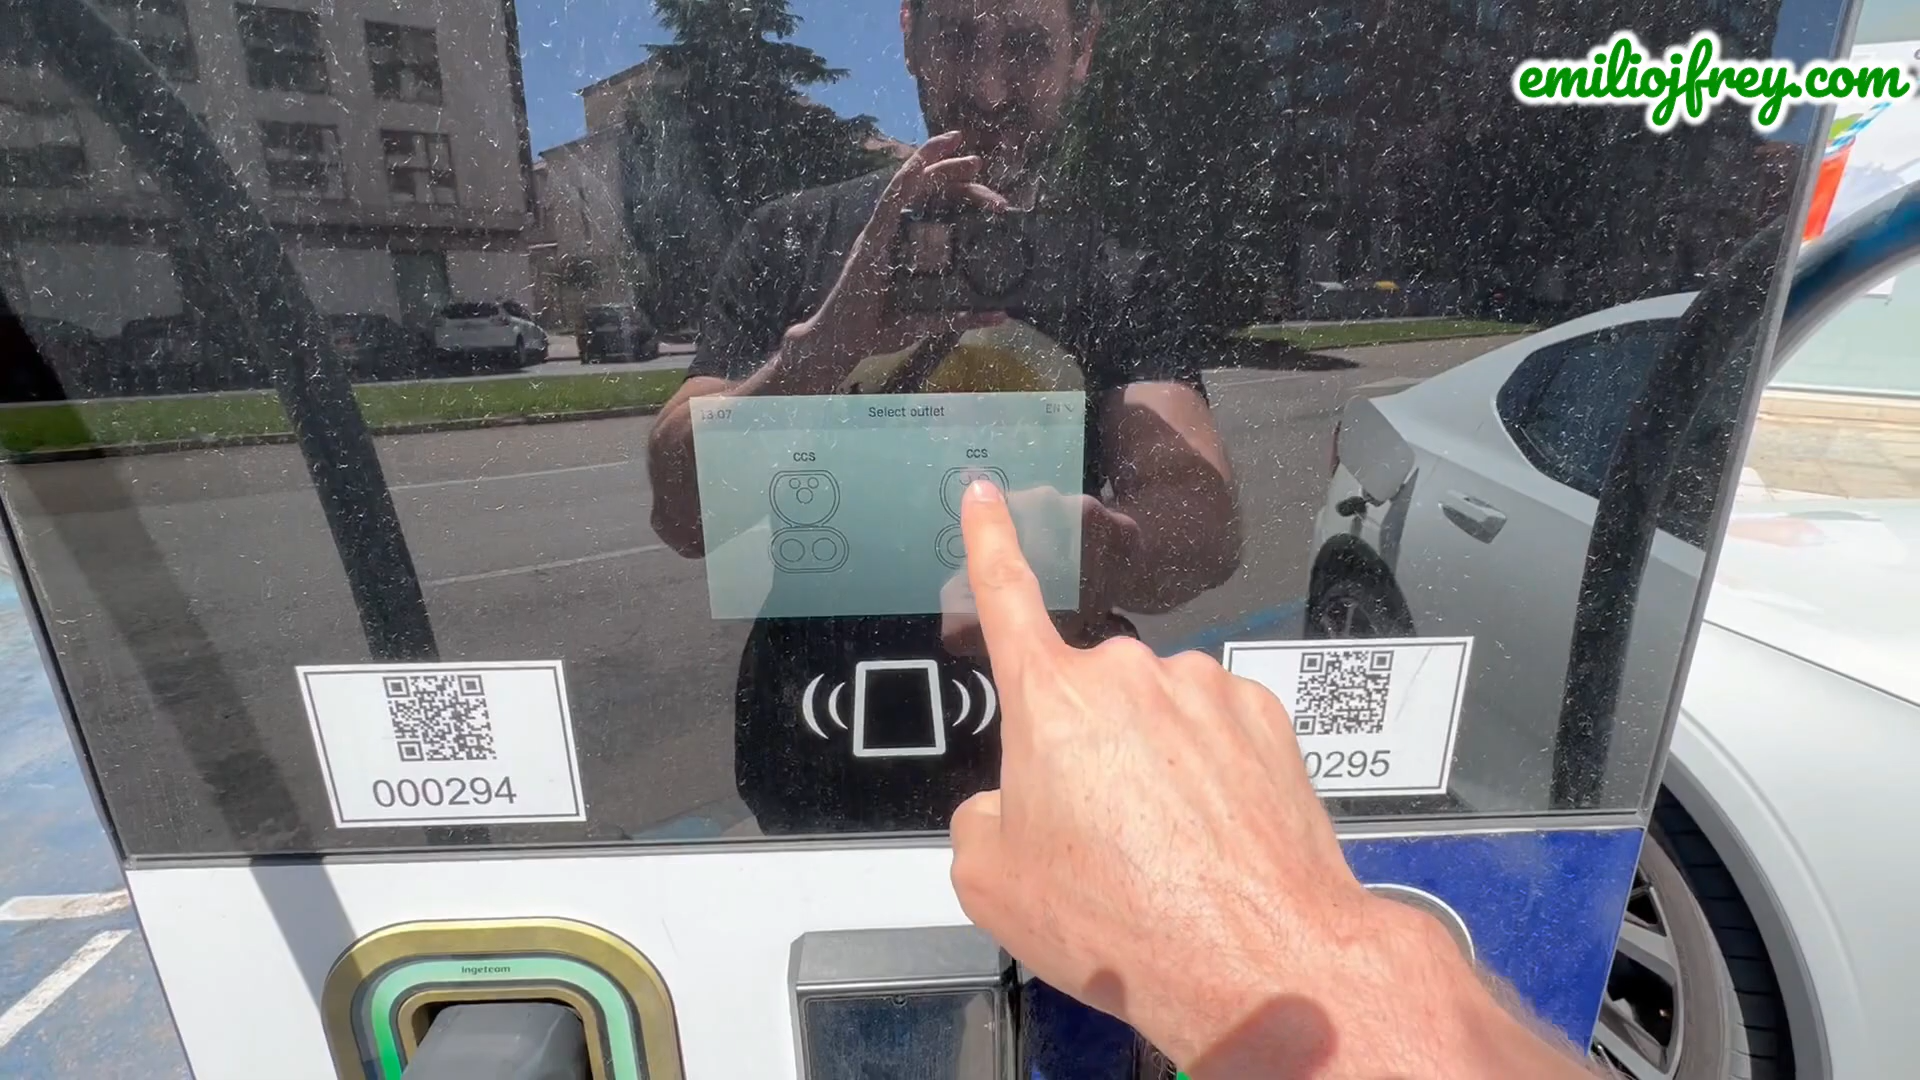 emiliojfrey.com
13 07
Select outlet
EN
CCS
CCS
000294
0295
Ingeteam